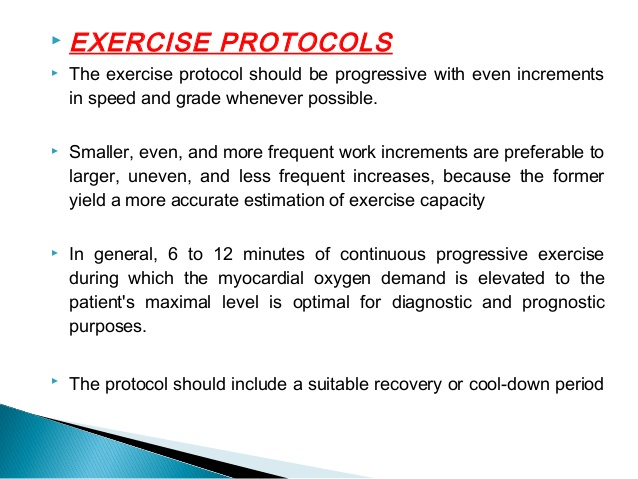 EXERCISE PROTOCOLS
The exercise protocol should be progressive with even increments
in speed and grade whenever possible.
Smaller, even, and more frequent work increments are preferable to
larger, uneven, and less frequent increases, because the former
yield a more accurate estimation of exercise capacity
In general, 6 to 12 minutes of continuous progressive exercise
during which the myocardial oxygen demand is elevated to the
patient's maximal level is optimal for diagnostic and prognostic
purposes.
The protocol should include a suitable recovery or cool-down period